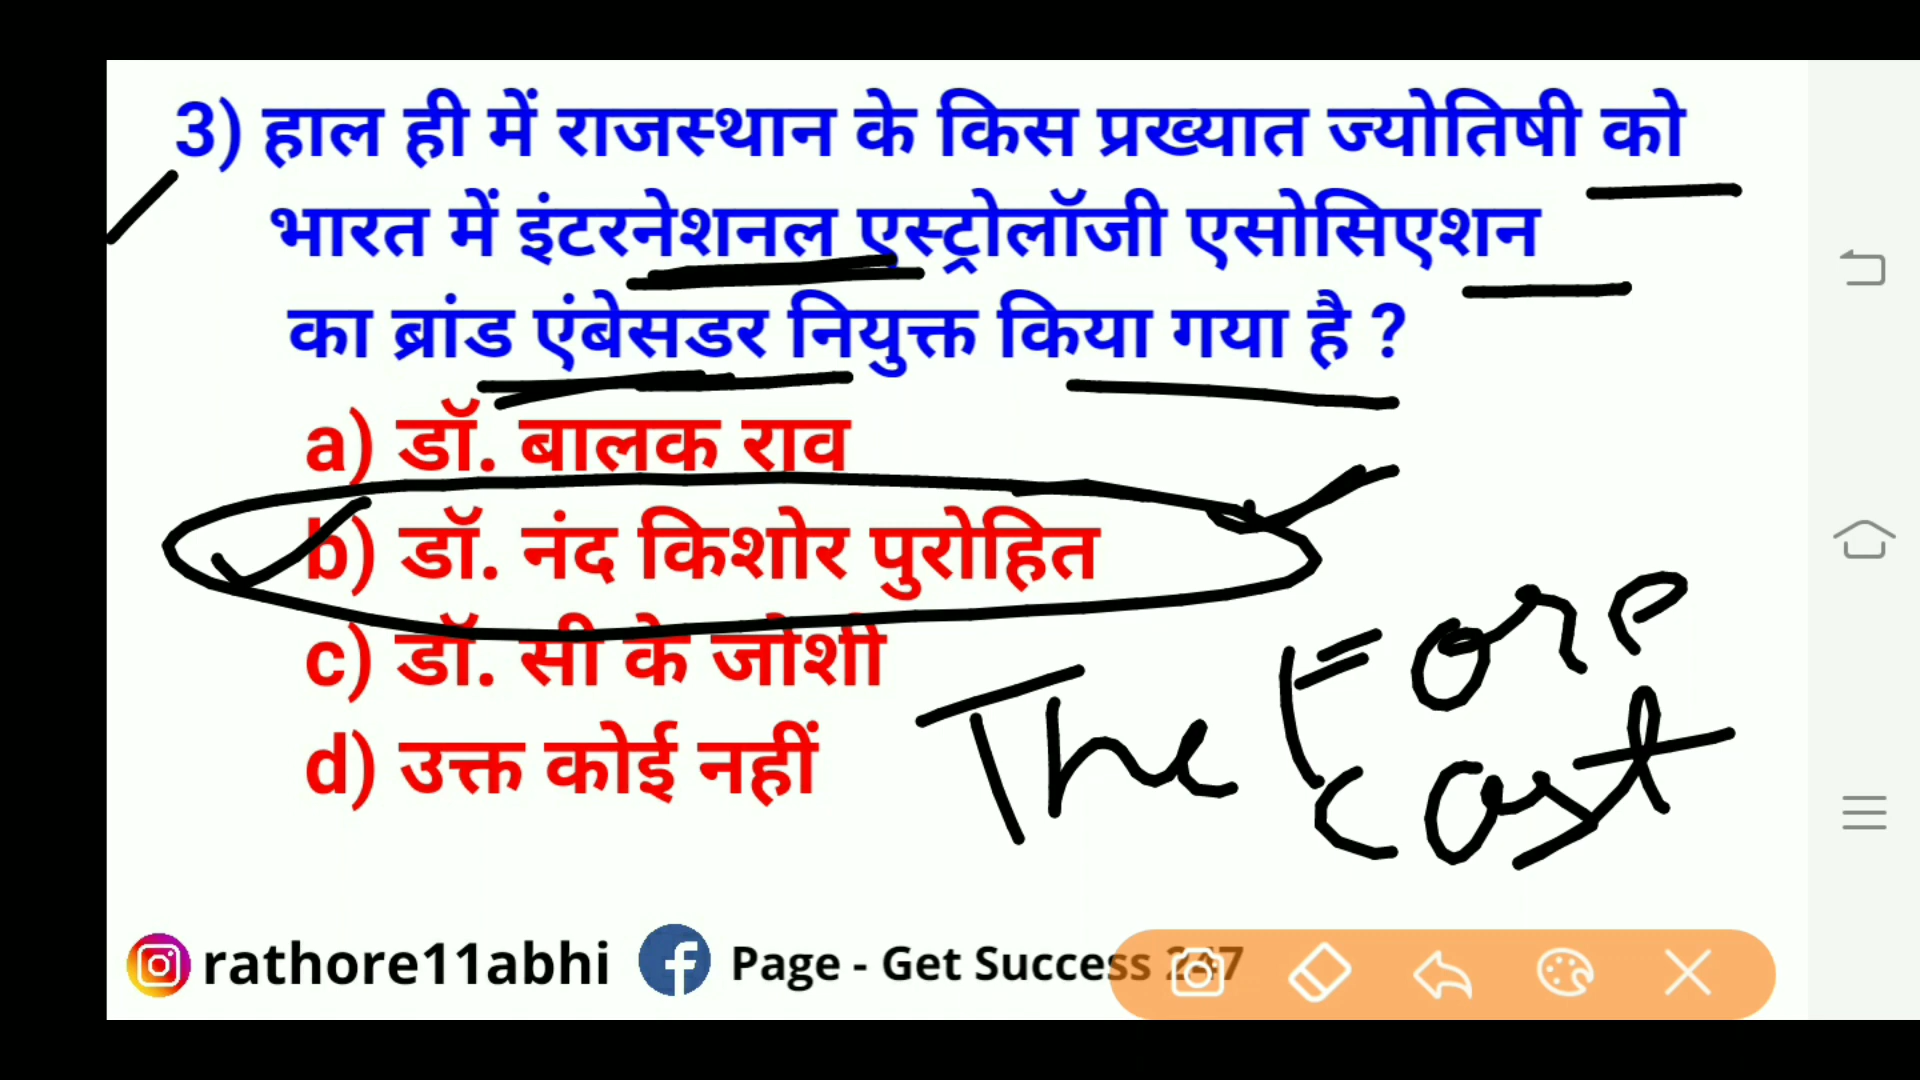 3) हाल ही में राजस्थान के किस प्रख्यात ज्योतिषी को
भारत में इंटरनेशनल एस्ट्रोलॉजी एसोसिएशन
का ब्रांड एंबेसडर नियुक्त किया गया है ?
a) डॉ. बालक राव
b) डॉ. नंद किशोर पुरोहित
c) डॉ. सी के जोशी
d) उक्त कोई नहीं
The Fore
cast
rathore11abhi Page - Get Success 247